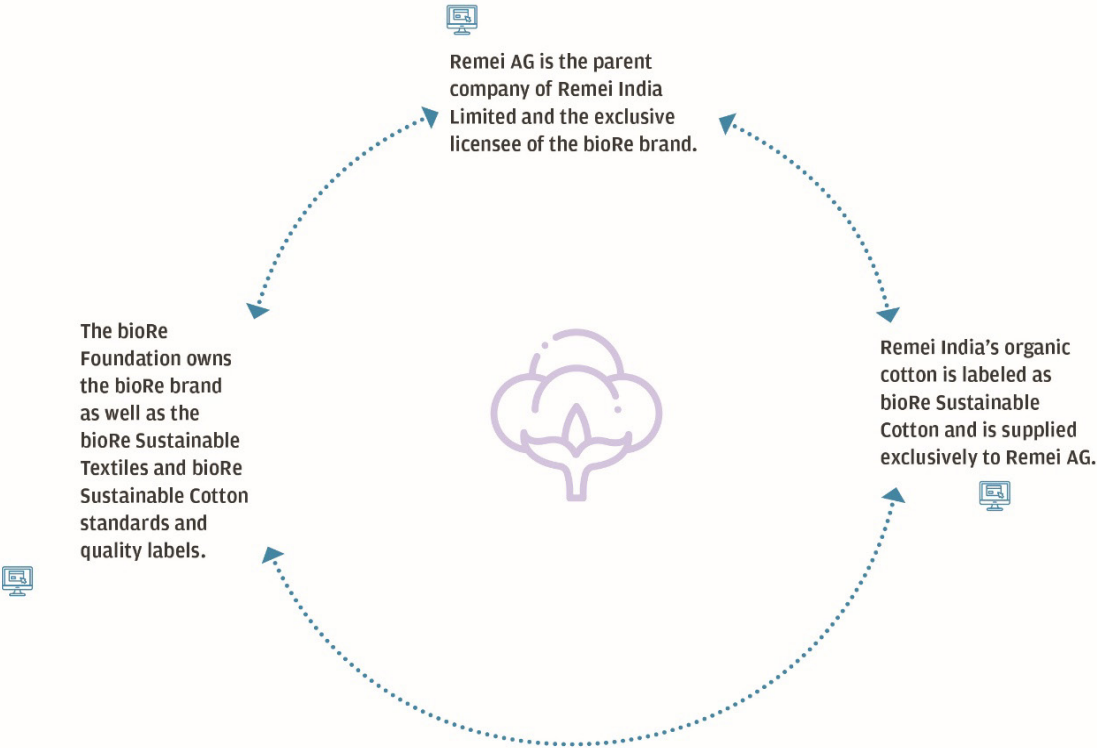 Remei AG is the parent
company of Remei India
Limited and the exclusive
licensee of the bioRe brand.
The bioRe
Foundation owns
the bioRe brand
as well as the
bioRe Sustainable
Textiles and bioRe
Sustainable Cotton
standards and
quality labels.
Remei India’s organic
cotton is labeled as
bioRe Sustainable
Cotton and is supplied
exclusively to Remei AG.